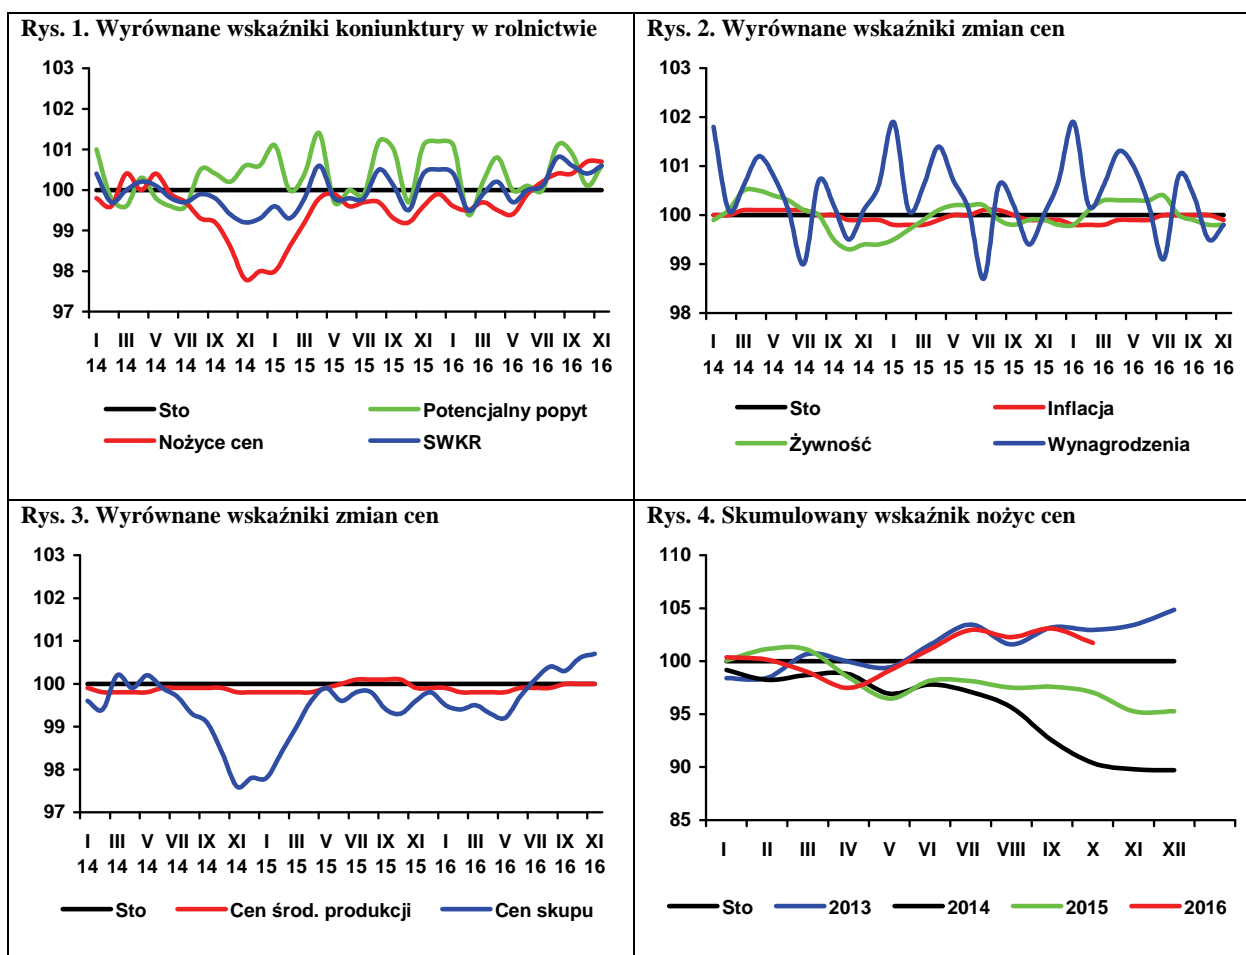 Rys. 1. Wyrównane wskaźniki koniunktury w rolnictwie
103
102
101
100
99
98
97
I III V VII IX XI I III V VII IX XI I III V VII IX XI
14 14 14 14 14 14 15 15 15 15 15 15 16 16 16 16 16 16
Sto Potencjalny popyt
Nożyce cen SWKR
Rys. 2. Wyrównane wskaźniki zmian cen
103
102
101
100
99
98
I III V VII IX XI I III V VII IX XI I III V VII IX XI
14 14 14 14 14 14 15 15 15 15 15 15 16 16 16 16 16 16
Sto Inflacja
Żywność Wynagrodzenia
Rys. 3. Wyrównane wskaźniki zmian cen
103
102
101
100
99
98
97
I III V VII IX XI I III V VII IX XI I III V VII IX XI
14 14 14 14 14 14 15 15 15 15 15 15 16 16 16 16 16 16
Sto Cen środ. produkcji Cen skupu
Rys. 4. Skumulowany wskaźnik nożyc cen
110
105
100
95
90
85
I II III IV V VI VII VIII IX X XI XII
Sto 2013 2014 2015 2016